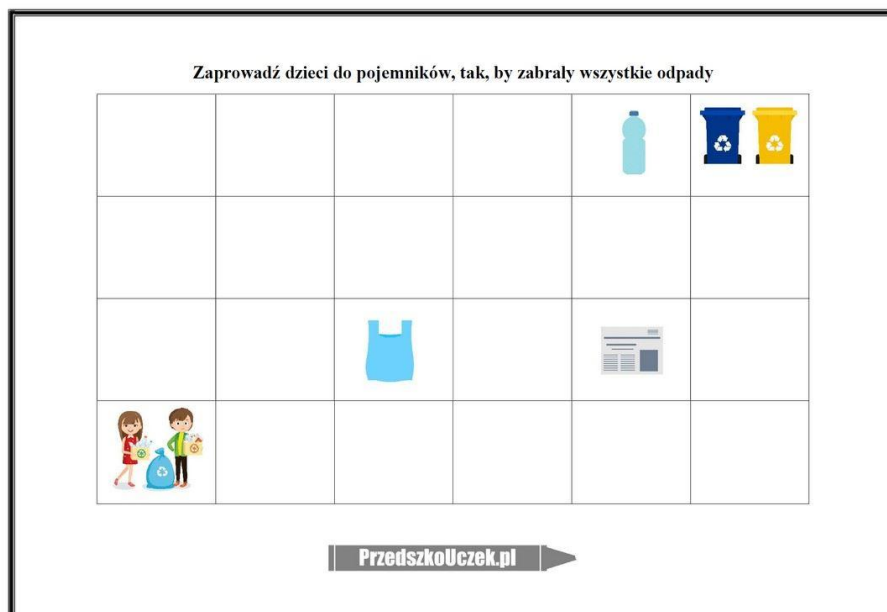 Zaprowadź dzieci do pojemników, tak, by zabrały wszystkie odpady
PrzedszkoUczek.pl